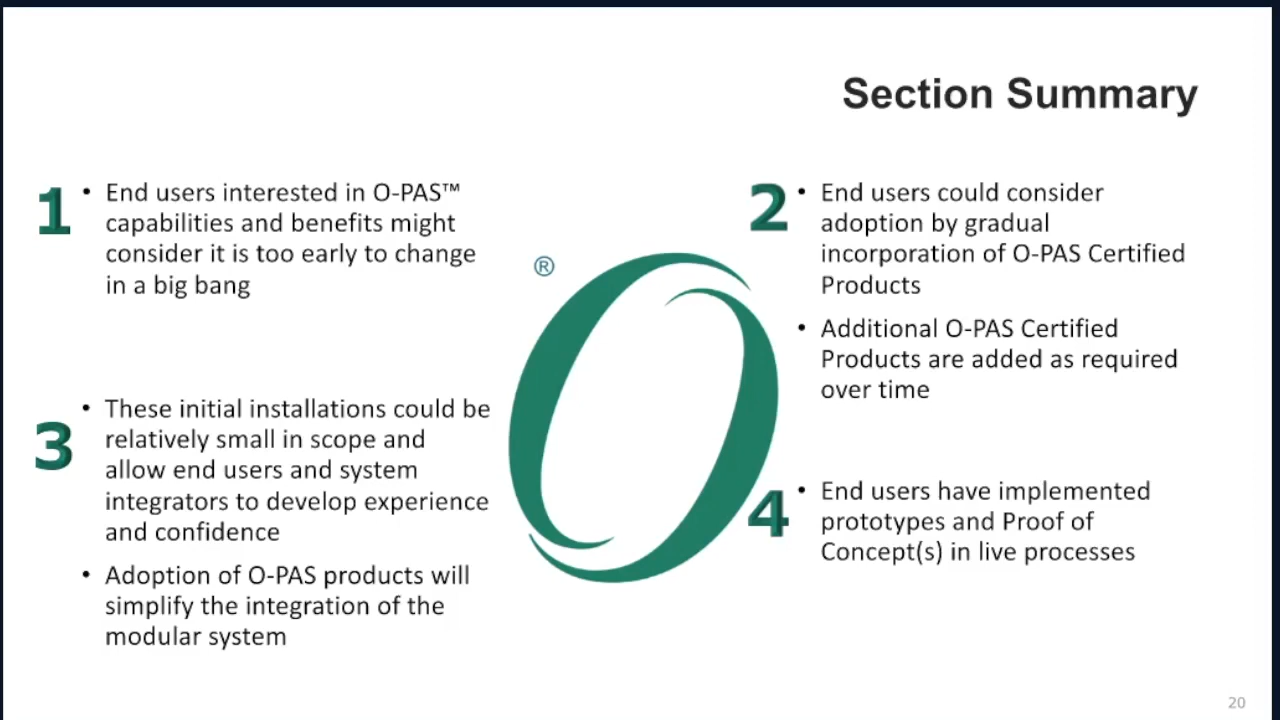 Section Summary
1
• End users interested in O-PAS™
capabilities and benefits might
consider it is too early to change
in a big bang
2
• End users could consider
adoption by gradual
incorporation of O-PAS Certified
Products
• Additional O-PAS Certified
Products are added as required
over time
3
• These initial installations could be
relatively small in scope and
allow end users and system
integrators to develop experience
and confidence
• Adoption of O-PAS products will
simplify the integration of the
modular system
4
• End users have implemented
prototypes and Proof of
Concept(s) in live processes
O
®
20